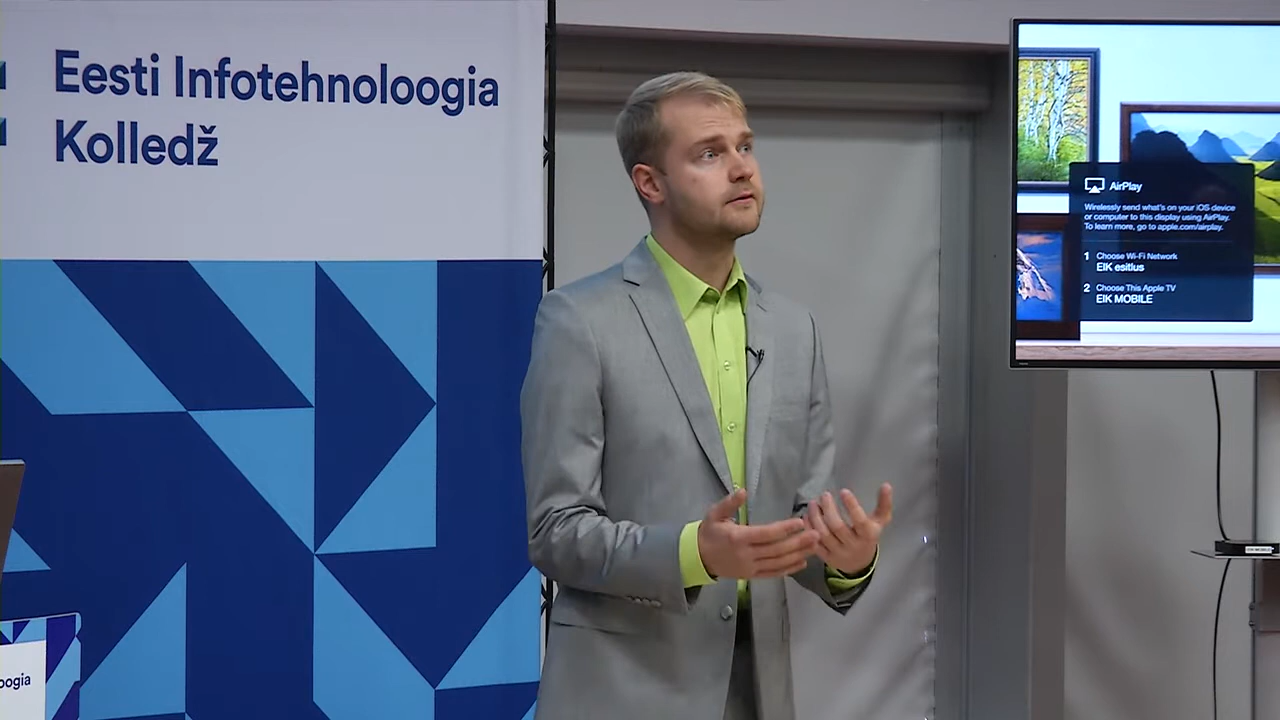 Eesti Infotehnoloogia
Kolledž
AirPlay
Wirelessly send what's on your iOS device
or computer to this display using AirPlay.
To learn more, go to apple.com/airplay.
1 Choose Wi-Fi Network
EIK esitlus
2 Choose This Apple TV
EIK MOBILE
oogia
EIK MOBILE